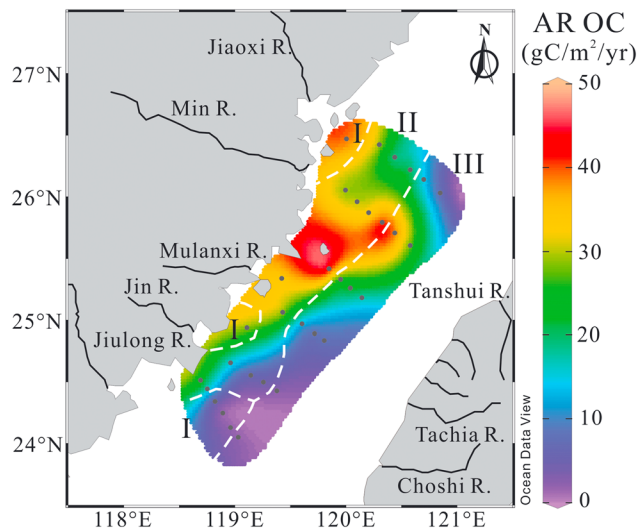 AR OC
(gC/m²/yr)
27°N
26°N
25°N
24°N
118°E
119°E
120°E
121°E
N
Jiaoxi R.
Min R.
Mulanxi R.
Jin R.
Jiulong R.
Tanshui R.
Tachia R.
Choshi R.
I
II
III
I
I
50
40
30
20
10
0
Ocean Data View